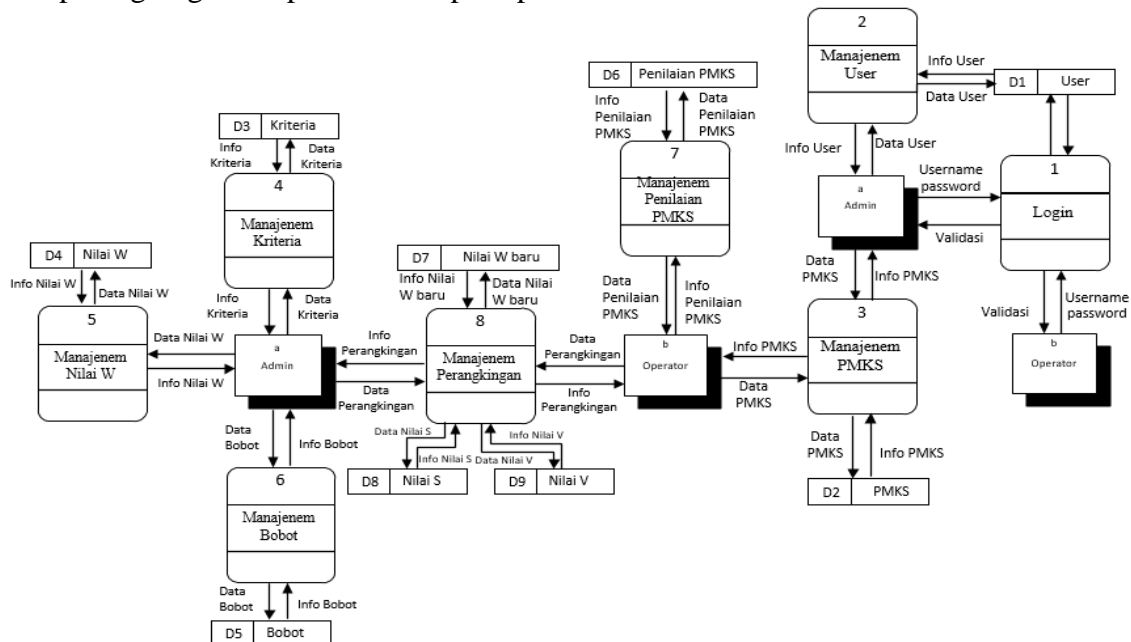 2
Manajenem
User
Info User
Data User
D1 User
D6 Penilaian PMKS
Info
Penilaian
PMKS
Data
Penilaian
PMKS
D3 Kriteria
Info
Kriteria
Data
Kriteria
7
Manajenem
Penilaian
PMKS
Info User
Data User
4
Manajenem
Kriteria
a
Admin
Username
password
Validasi
1
Login
D4 Nilai W
Info Nilai W
Data Nilai W
D7 Nilai W baru
Info Nilai
W baru
Data Nilai
W baru
Data
Penilaian
PMKS
Info
Penilaian
PMKS
Data
PMKS
Info PMKS
Info
Kriteria
Data
Kriteria
5
Manajenem
Nilai W
Data Nilai W
Info Nilai W
a
Admin
Info
Perangkingan
Data
Perangkingan
8
Manajenem
Perangkingan
Data
Perangkingan
Info
Perangkingan
b
Operator
Info PMKS
Data
PMKS
3
Manajenem
PMKS
Validasi
Username
password
b
Operator
Data
Bobot
Info Bobot
Data Nilai S
Info Nilai S
Info Nilai V
Data Nilai V
D8 Nilai S
D9 Nilai V
Data
PMKS
Info PMKS
D2 PMKS
6
Manajenem
Bobot
Data
Bobot
Info Bobot
D5 Bobot